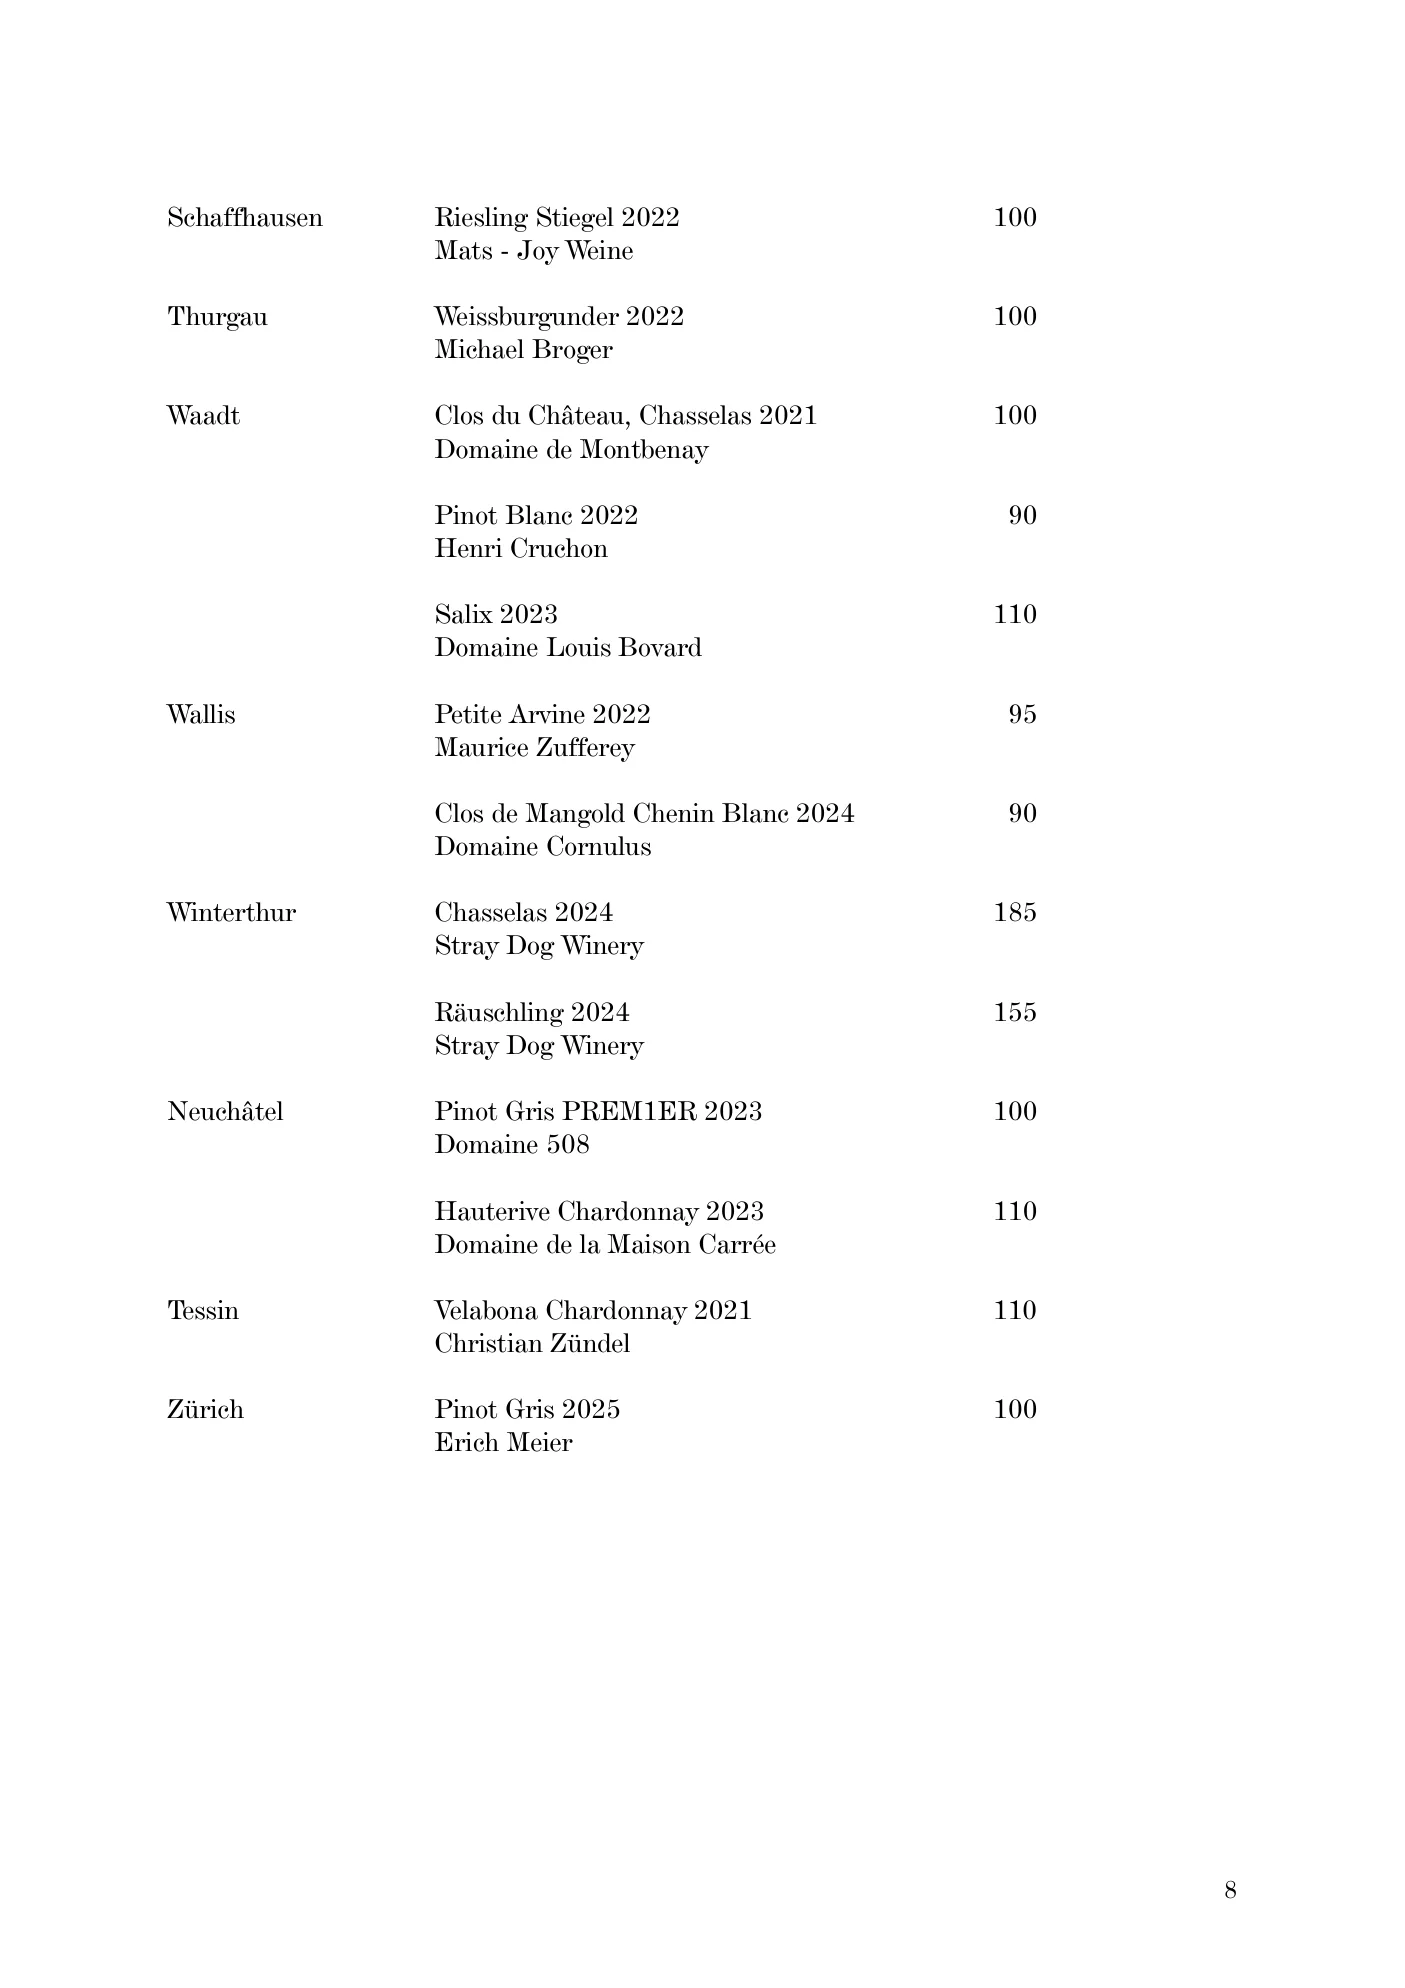 Schaffhausen Riesling Stiegel 2022 100
Mats - Joy Weine
Thurgau Weissburgunder 2022 100
Michael Broger
Waadt Clos du Château, Chasselas 2021 100
Domaine de Montbenay
Pinot Blanc 2022 90
Henri Cruchon
Salix 2023 110
Domaine Louis Bovard
Wallis Petite Arvine 2022 95
Maurice Zufferey
Clos de Mangold Chenin Blanc 2024 90
Domaine Cornulus
Winterthur Chasselas 2024 185
Stray Dog Winery
Räuschling 2024 155
Stray Dog Winery
Neuchâtel Pinot Gris PREM1ER 2023 100
Domaine 508
Hauterive Chardonnay 2023 110
Domaine de la Maison Carrée
Tessin Velabona Chardonnay 2021 110
Christian Zündel
Zürich Pinot Gris 2025 100
Erich Meier
8